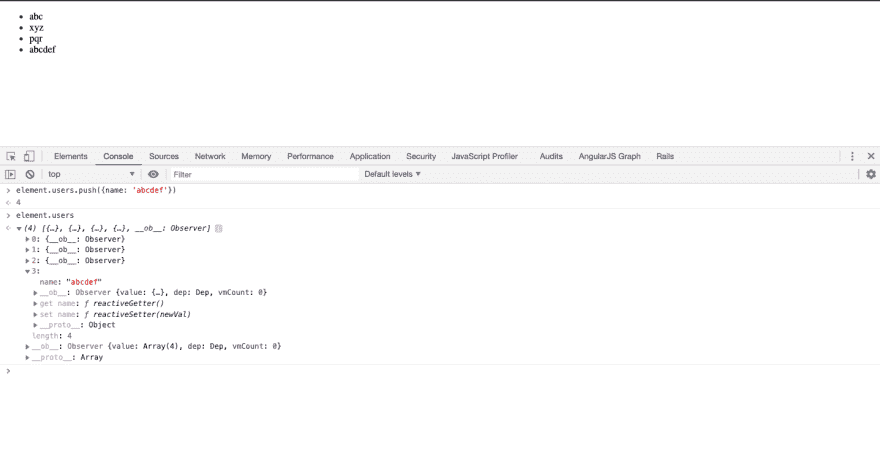 abc
xyz
pqr
abcdef
Elements Console Sources Network Memory Performance Application Security JavaScript Profiler Audits AngularJS Graph Rails
top Filter Default levels
element.users.push({name: 'abcdef'})
4
element.users
(4) [{…}, {…}, {…}, {…}, __ob__: Observer]
0: {__ob__: Observer}
1: {__ob__: Observer}
2: {__ob__: Observer}
3:
name: "abcdef"
__ob__: Observer {value: {…}, dep: Dep, vmCount: 0}
get name: ƒ reactiveGetter()
set name: ƒ reactiveSetter(newVal)
__proto__: Object
length: 4
__ob__: Observer {value: Array(4), dep: Dep, vmCount: 0}
__proto__: Array